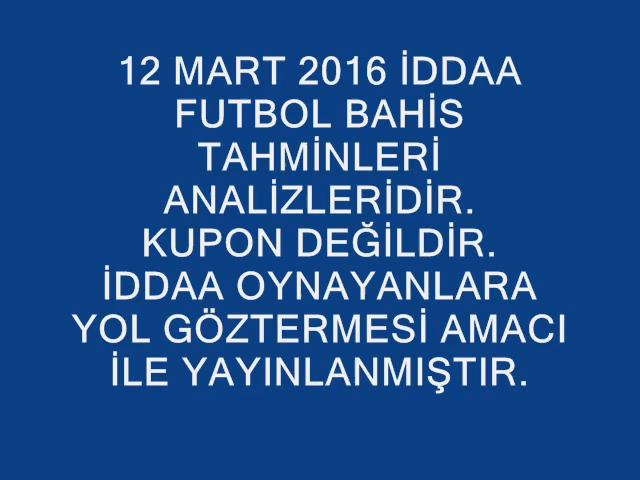 12 MART 2016 İDDAA
FUTBOL BAHİS
TAHMİNLERİ
ANALİZLERİDİR.
KUPON DEĞİLDİR.
İDDAA OYNAYANLARA
YOL GÖZTERMESİ AMACI
İLE YAYINLANMIŞTIR.